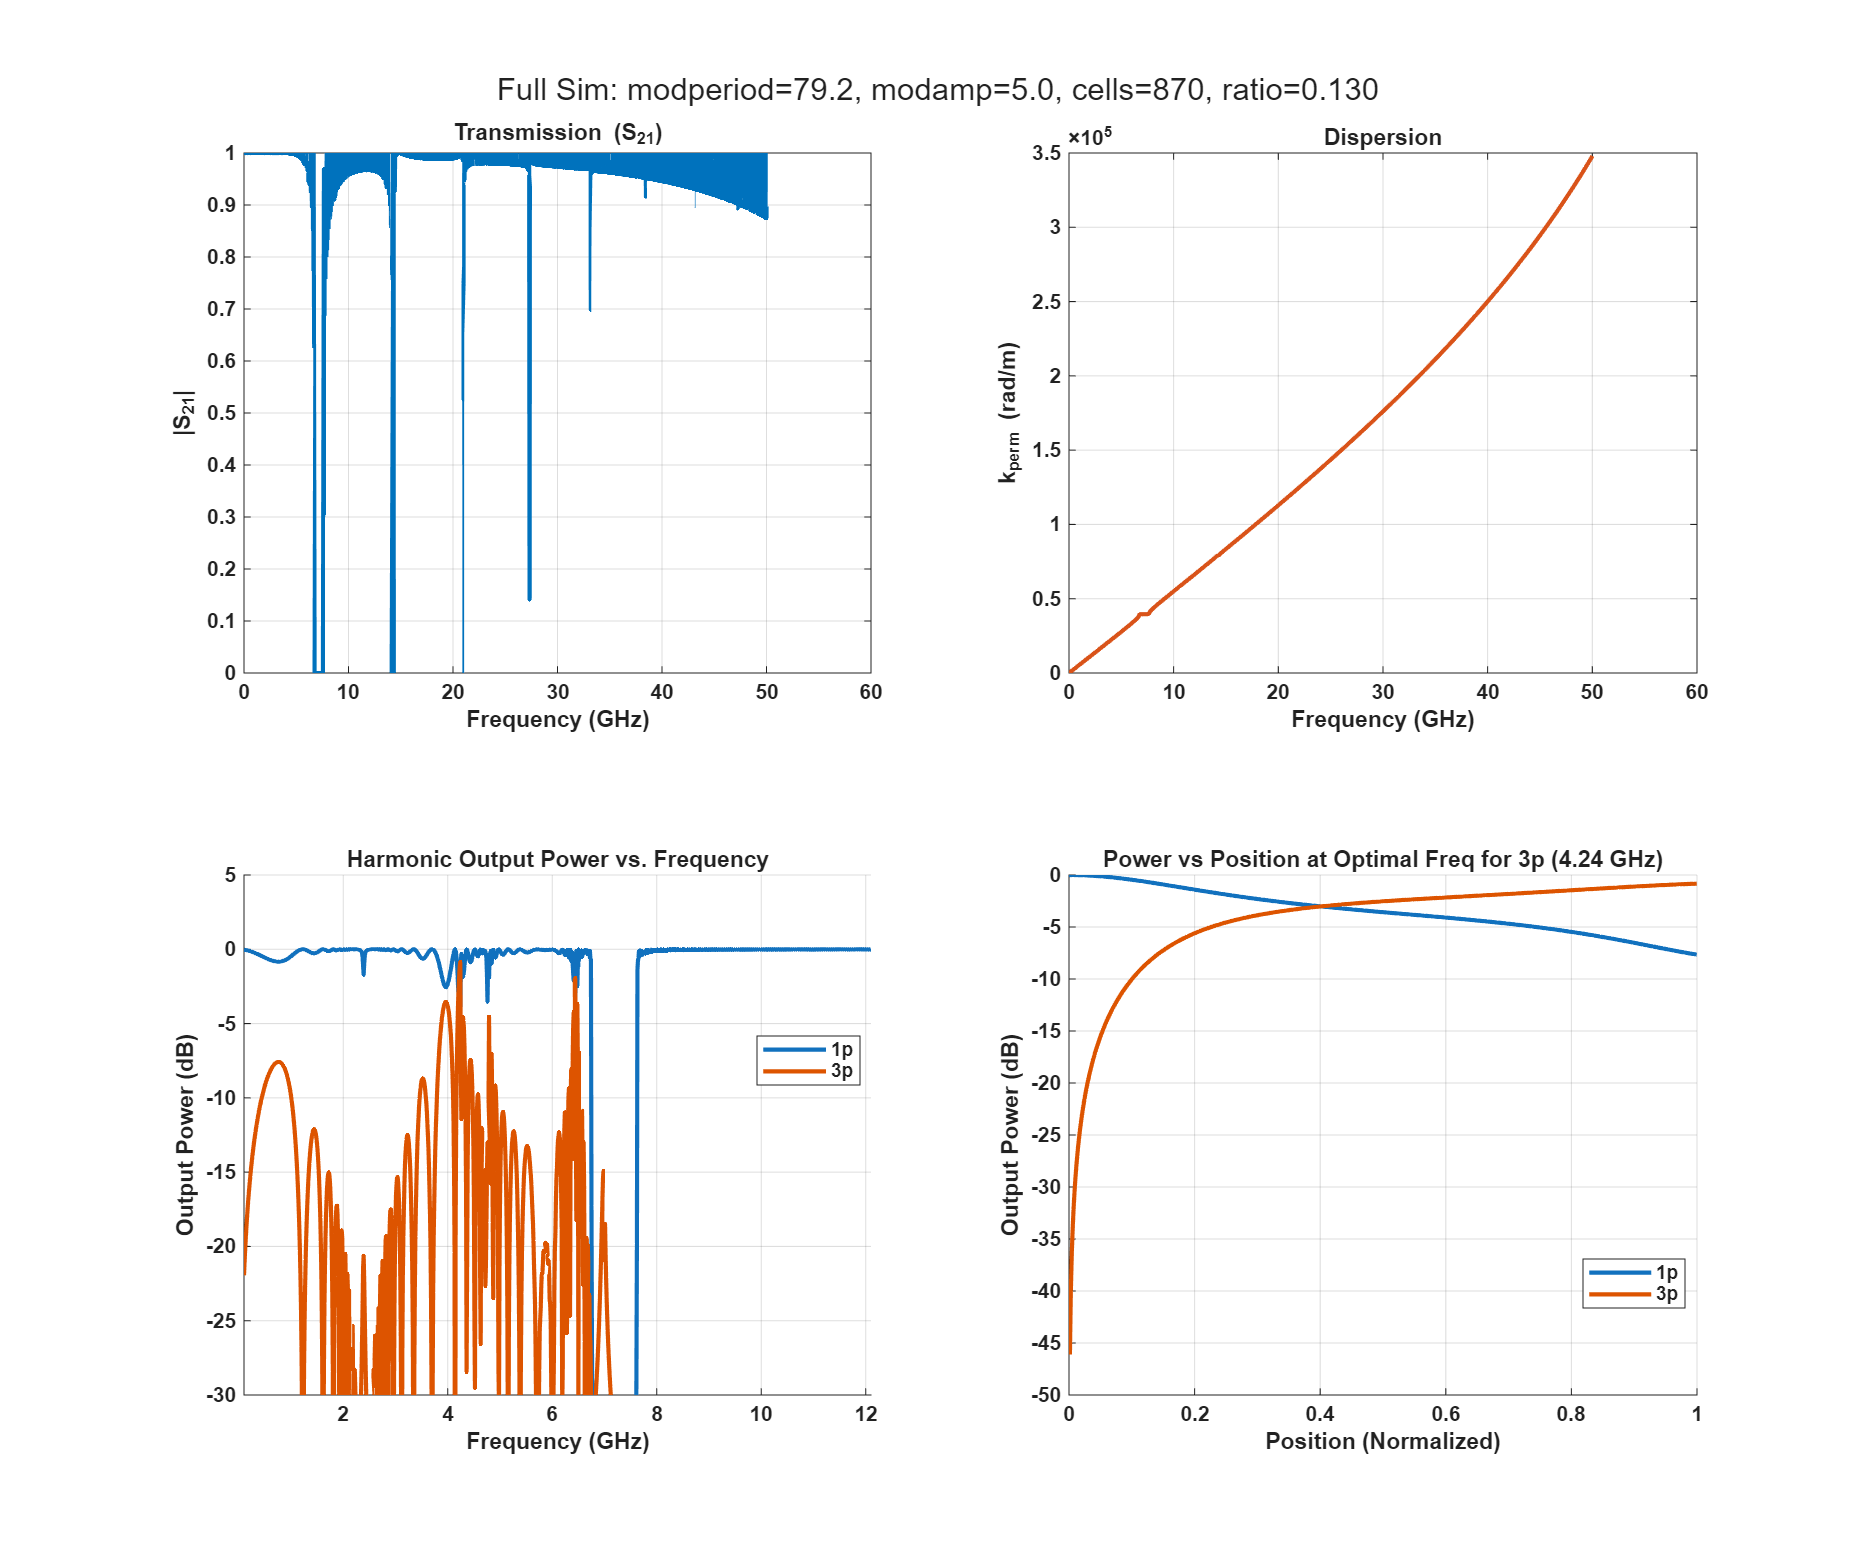 Full Sim: modperiod=79.2, modamp=5.0, cells=870, ratio=0.130
Transmission (S21)
1
0.9
0.8
0.7
0.6
0.5
0.4
0.3
0.2
0.1
0
|S21|
0 10 20 30 40 50 60
Frequency (GHz)
×10⁵
Dispersion
3.5
3
2.5
2
1.5
1
0.5
0
kperm (rad/m)
0 10 20 30 40 50 60
Frequency (GHz)
Harmonic Output Power vs. Frequency
5
0
-5
-10
-15
-20
-25
-30
Output Power (dB)
1p
3p
2 4 6 8 10 12
Frequency (GHz)
Power vs Position at Optimal Freq for 3p (4.24 GHz)
0
-5
-10
-15
-20
-25
-30
-35
-40
-45
-50
Output Power (dB)
1p
3p
0 0.2 0.4 0.6 0.8 1
Position (Normalized)